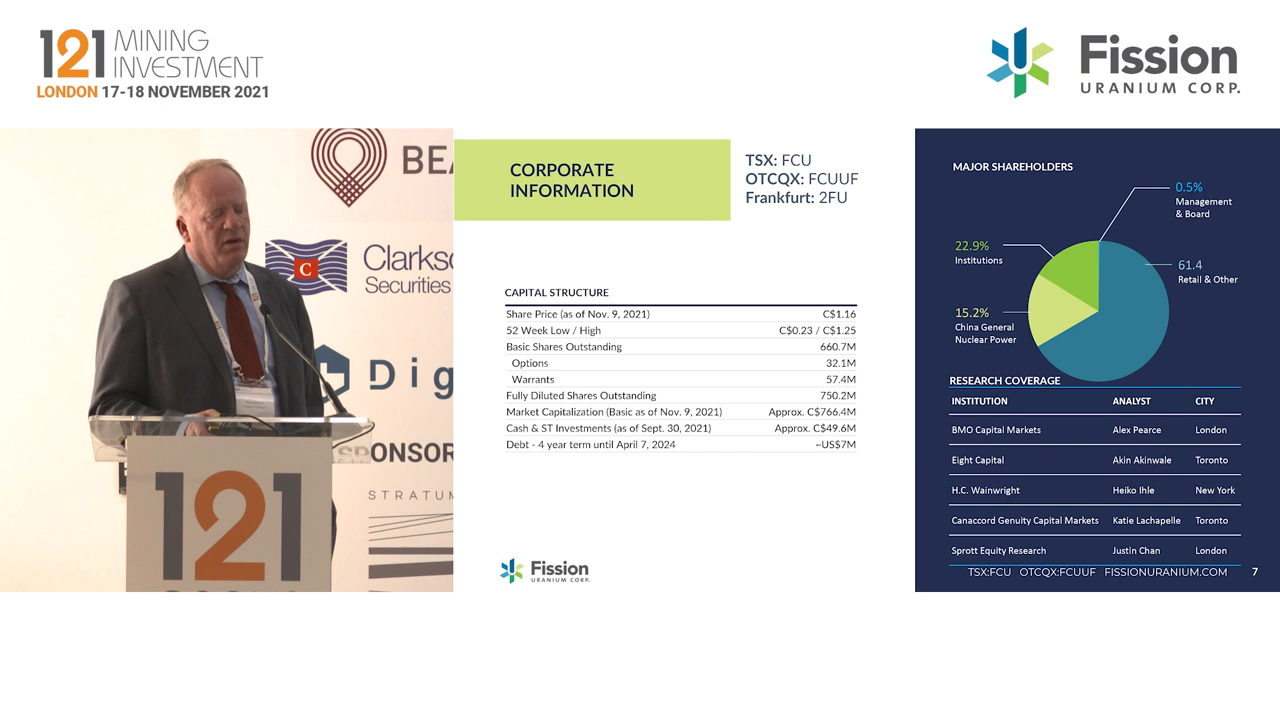 121 MINING
INVESTMENT
LONDON 17-18 NOVEMBER 2021
Fission
URANIUM CORP.
BEA
C
Clarkso
Securities
Dig
SPONSOR
STRATUM
121
CORPORATE
INFORMATION
TSX: FCU
OTCQX: FCUUF
Frankfurt: 2FU
CAPITAL STRUCTURE
Share Price (as of Nov. 9, 2021) C$1.16
52 Week Low / High C$0.23 / C$1.25
Basic Shares Outstanding 660.7M
Options 32.1M
Warrants 57.4M
Fully Diluted Shares Outstanding 750.2M
Market Capitalization (Basic as of Nov. 9, 2021) Approx. C$766.4M
Cash & ST Investments (as of Sept. 30, 2021) Approx. C$49.6M
Debt - 4 year term until April 7, 2024 ~US$7M
Fission
URANIUM CORP.
MAJOR SHAREHOLDERS
0.5%
Management
& Board
22.9%
Institutions
61.4
Retail & Other
15.2%
China General
Nuclear Power
RESEARCH COVERAGE
INSTITUTION ANALYST CITY
BMO Capital Markets Alex Pearce London
Eight Capital Akin Akinwale Toronto
H.C. Wainwright Heiko Ihle New York
Canaccord Genuity Capital Markets Katie Lachapelle Toronto
Sprott Equity Research Justin Chan London
TSX:FCU OTCQX:FCUUF FISSIONURANIUM.COM 7